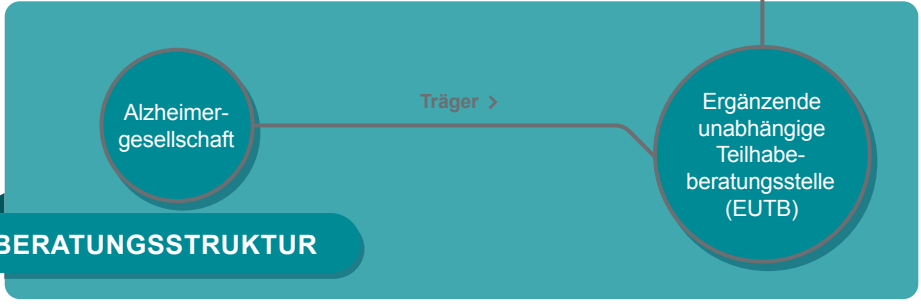 Träger >
Alzheimer-
gesellschaft
Ergänzende
unabhängige
Teilhabe-
beratungsstelle
(EUTB)
BERATUNGSSTRUKTUR